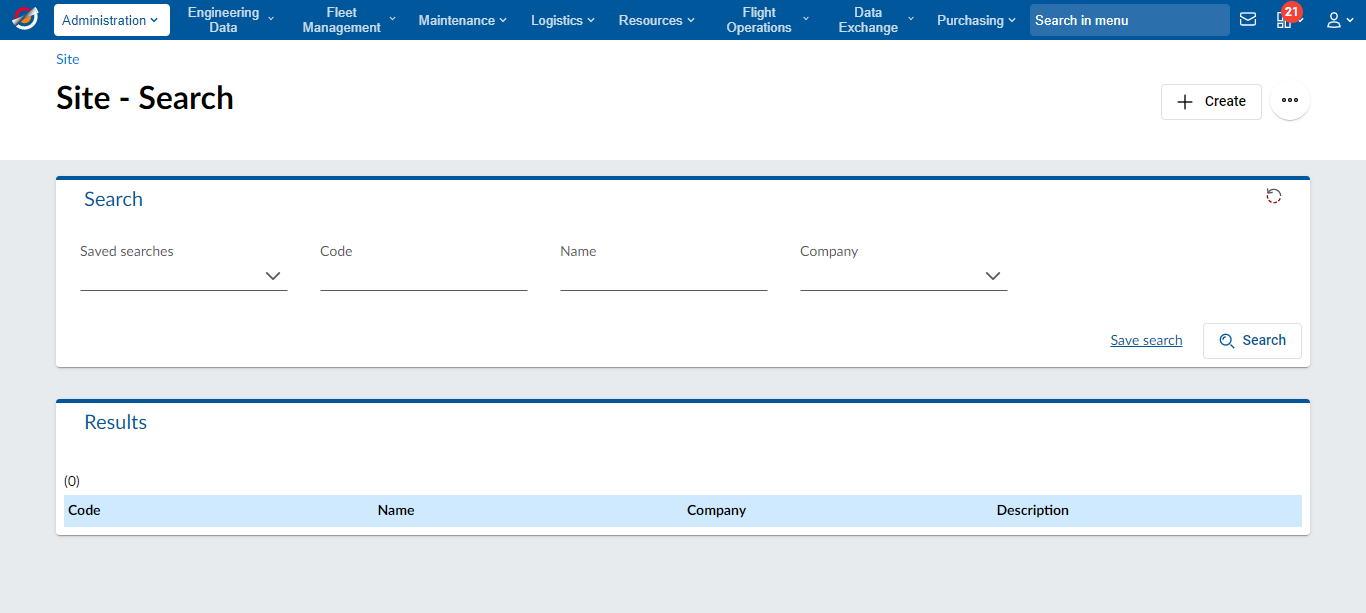 Administration
Engineering
Data
Fleet
Management
Maintenance
Logistics
Resources
Flight
Operations
Data
Exchange
Purchasing
Search in menu
21
Site
Site - Search
Create
Search
Saved searches
Code
Name
Company
Save search
Search
Results
(0)
Code Name Company Description